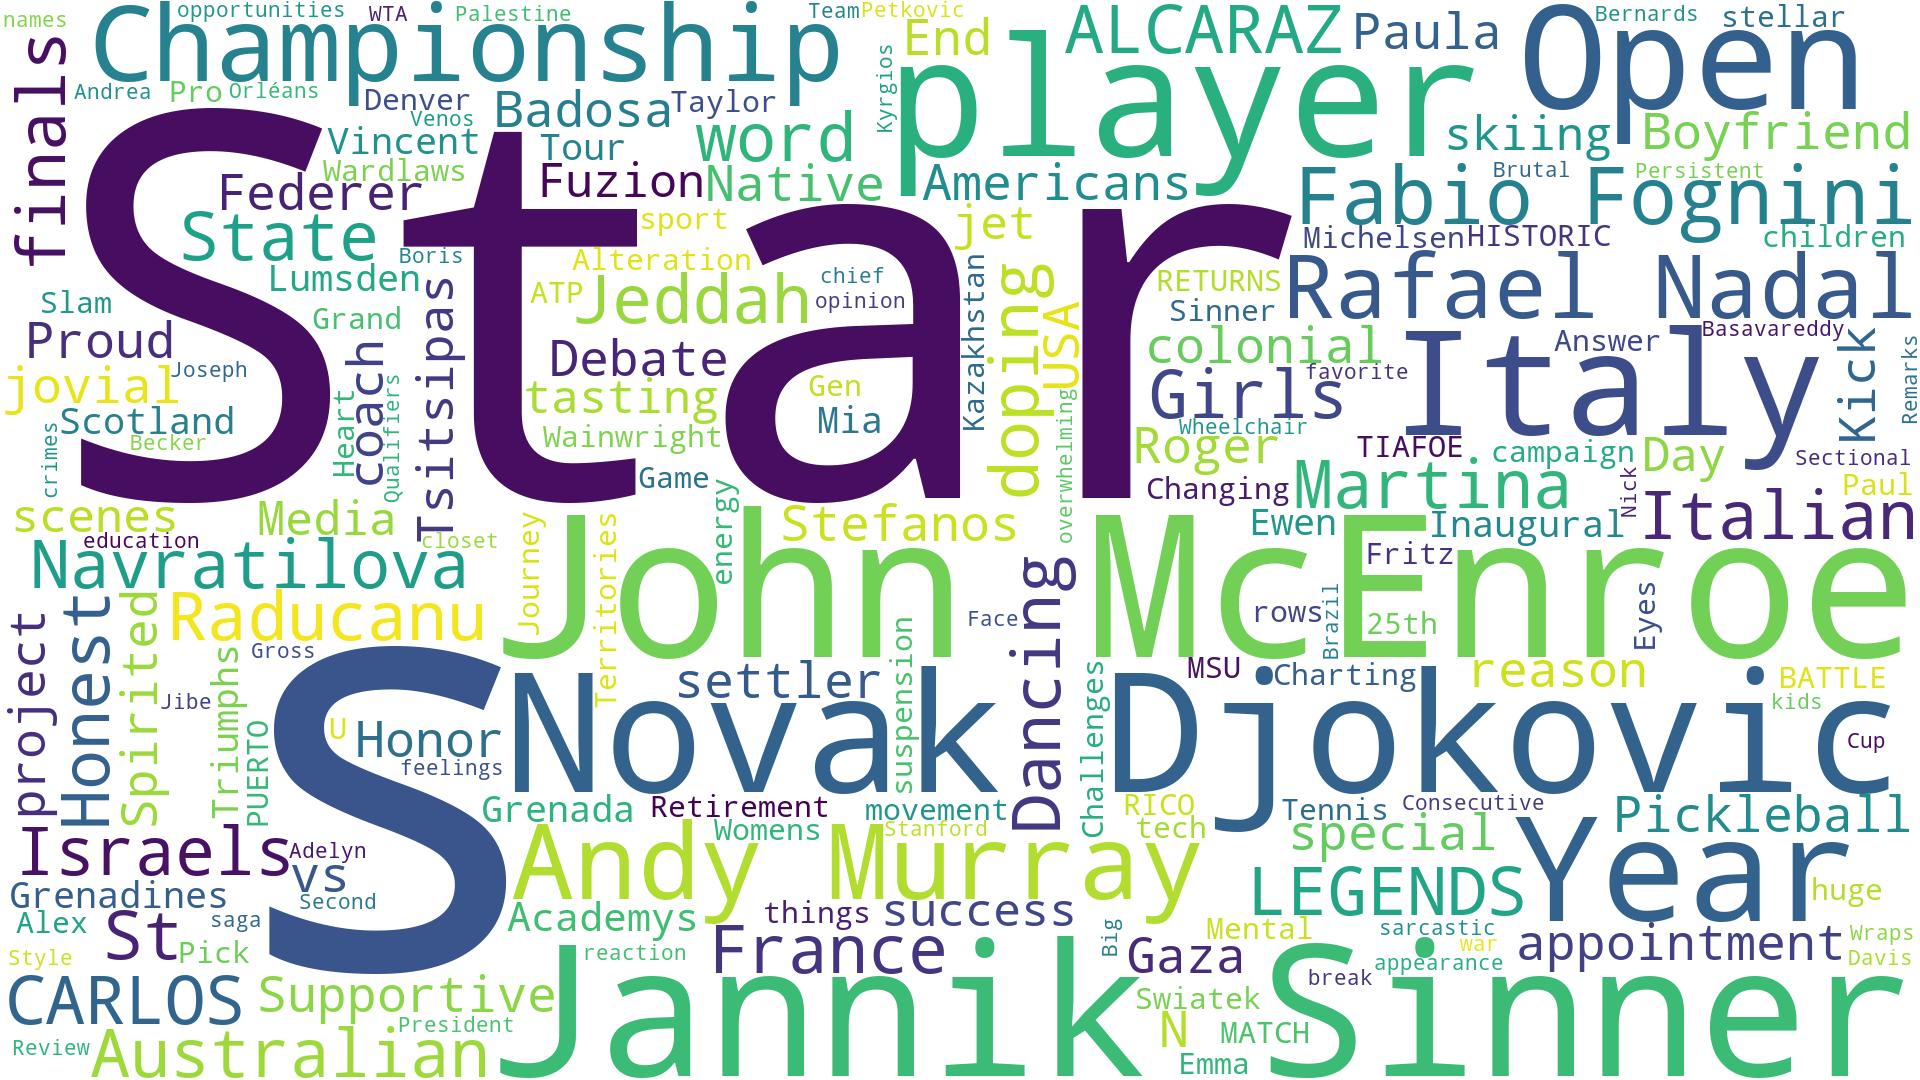 names
opportunities
WTA
Palestine
Team
Petkovic
Championship
finals
Andrea
Pro
Orléans
Denver
Venos
Badosa
Taylor
Vincent
Tour
word
Wardlaws
Federer
Fuzion
Native
Kyrgios
End
ALCARAZ
Paula
Open
Bernards
stellar
player
skiing
Boyfriend
Americans
Brutal
Persistent
Fabio Fognini
Star
State
Boris
sport
jet
Michelsen
HISTORIC
children
Lumsden
Alteration
chief
opinion
ATP
Jeddah
Kazakhstan
doping
USA
RETURNS
Sinner
Rafael Nadal
Slam
Grand
Proud
coach
Tsitsipas
Debate
colonial
Italy
Answer
Basavareddy
Kick
Remarks
jovial
Joseph
tasting
Gen
Mia
Girls
favorite
Scotland
Becker
Heart
Qualifiers
Wainwright
Wheelchair
Roger
TIAFOE
campaign
Day
Sectional
crimes
Game
Changing
Martina
Nick
Paul
scenes
Media
energy
Stefanos
overwhelming
Ewen
Inaugural
Italian
education
closet
Navratilova
Journey
Territories
John McEnroe
Fritz
project
Honest
Spirited
Raducanu
Face
Dancing
rows
Brazil
25th
Eyes
Triumphs
Gross
Jibe
PUERTO
S
U
Honor
feelings
settler
suspension
Novak Djokovic
Challenges
MSU
Charting
reason
BATTLE
kids
Cup
Grenada
Retirement
movement
RICO
Tennis
Consecutive
Pickleball
Womens
Stanford
tech
special
Year
Israels
Adelyn
vs
Andy Murray
Grenadines
Second
LEGENDS
huge
Alex
St
saga
Academys
things
success
Big
Mental
sarcastic
appointment
Wraps
Style
Pick
reaction
France
Gaza
war
appearance
Davis
CARLOS
Supportive
break
Jannik Sinner
Swiatek
President
N
MATCH
Review
Australian
Emma